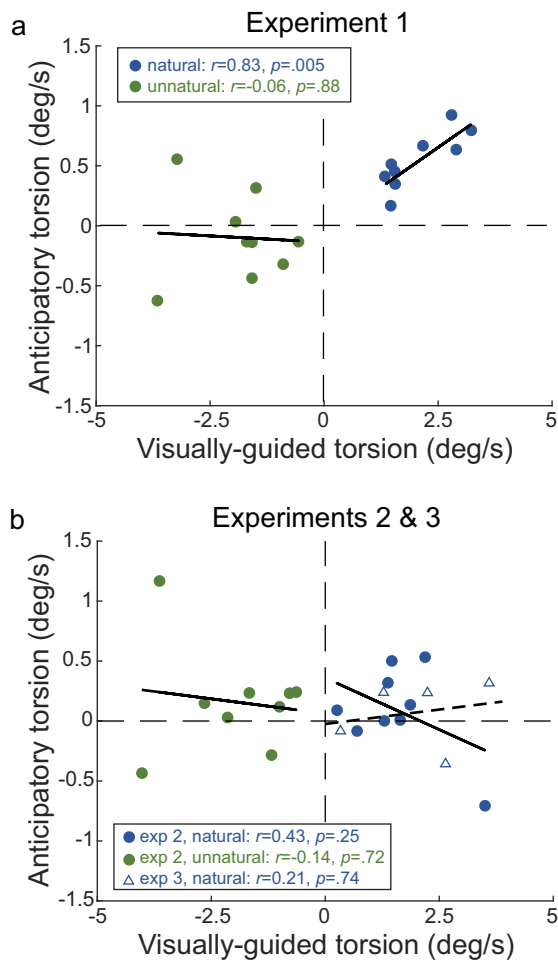 a
Experiment 1
Anticipatory torsion (deg/s)
1.5
1
0.5
0
-0.5
-1
-1.5
natural: r=0.83, p=.005
unnatural: r=-0.06, p=.88
-5
-2.5
0
2.5
5
Visually-guided torsion (deg/s)
b
Experiments 2 & 3
Anticipatory torsion (deg/s)
1.5
1
0.5
0
-0.5
-1
-1.5
exp 2, natural: r=0.43, p=.25
exp 2, unnatural: r=-0.14, p=.72
exp 3, natural: r=0.21, p=.74
-5
-2.5
0
2.5
5
Visually-guided torsion (deg/s)